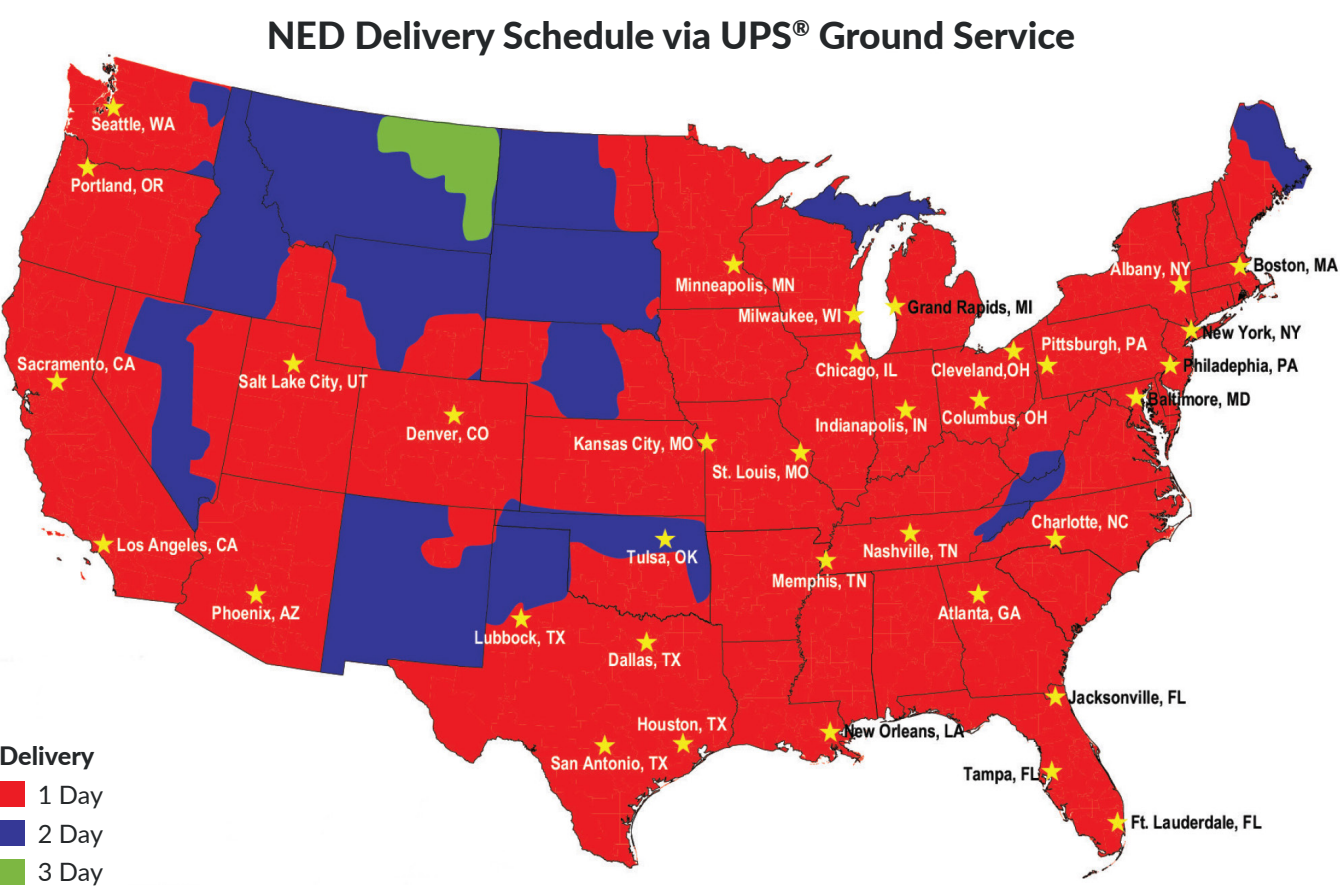 NED Delivery Schedule via UPS® Ground Service
Seattle, WA
Portland, OR
Minneapolis, MN
Albany, NY
Boston, MA
Milwaukee, WI
Grand Rapids, MI
New York, NY
Pittsburgh, PA
Sacramento, CA
Salt Lake City, UT
Chicago, IL
Cleveland,OH
Philadephia, PA
Baltimore, MD
Denver, CO
Kansas City, MO
Indianapolis, IN
Columbus, OH
St. Louis, MO
Los Angeles, CA
Tulsa, OK
Nashville, TN
Charlotte, NC
Memphis, TN
Phoenix, AZ
Atlanta, GA
Lubbock, TX
Dallas, TX
Jacksonville, FL
Houston, TX
New Orleans, LA
San Antonio, TX
Tampa, FL
Ft. Lauderdale, FL
Delivery
1 Day
2 Day
3 Day